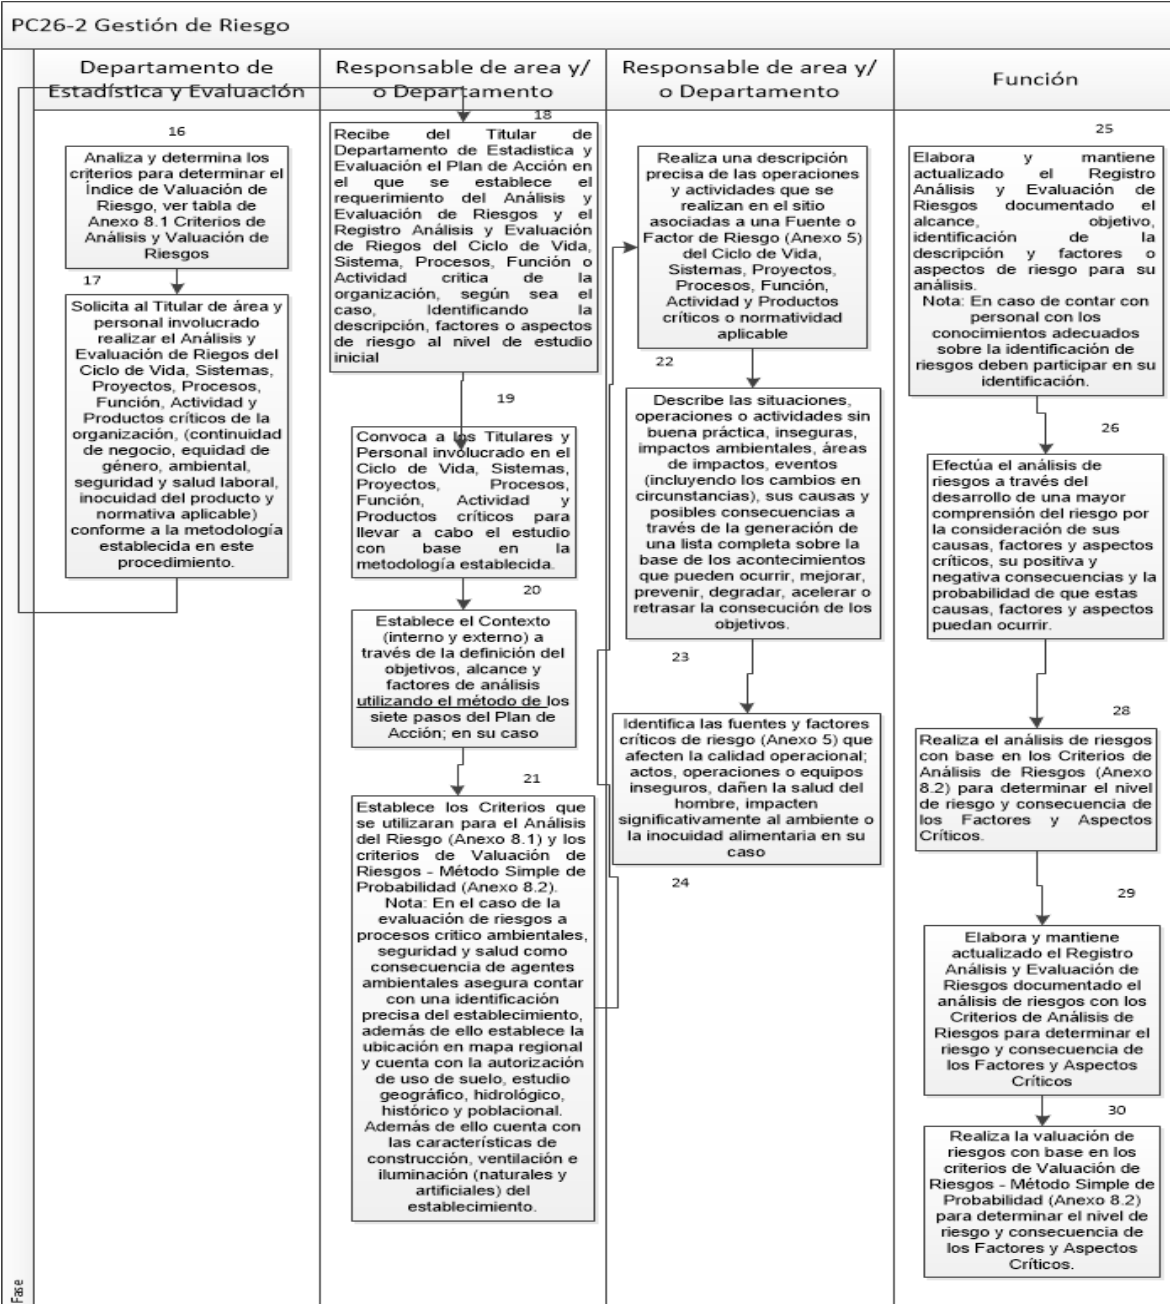 PC26-2 Gestión de Riesgo
Departamento de
Estadística y Evaluación
Responsable de area y/
o Departamento
Responsable de area y/
o Departamento
Función
16
Analiza y determina los
criterios para determinar el
Índice de Valuación de
Riesgo, ver tabla de
Anexo 8.1 Criterios de
Análisis y Valuación de
Riesgos
17
Solicita al Titular de área y
personal involucrado
realizar el Análisis y
Evaluación de Riegos del
Ciclo de Vida, Sistemas,
Proyectos, Procesos,
Función, Actividad y
Productos críticos de la
organización, (continuidad
de negocio, equidad de
género, ambiental,
seguridad y salud laboral,
inocuidad del producto y
normativa aplicable)
conforme a la metodología
establecida en este
procedimiento.
18
Recibe del Titular de
Departamento de Estadistica y
Evaluación el Plan de Acción en
el que se establece el
requerimiento del Análisis y
Evaluación de Riesgos y el
Registro Análisis y Evaluación
de Riegos del Ciclo de Vida,
Sistema, Procesos, Función o
Actividad critica de la
organización, según sea el
caso, Identificando la
descripción, factores o aspectos
de riesgo al nivel de estudio
inicial
19
Convoca a los Titulares y
Personal involucrado en el
Ciclo de Vida, Sistemas,
Proyectos, Procesos,
Función, Actividad y
Productos críticos para
llevar a cabo el estudio
con base en la
metodología establecida.
20
Establece el Contexto
(interno y externo) a
través de la definición del
objetivos, alcance y
factores de análisis
utilizando el método de los
siete pasos del Plan de
Acción; en su caso
21
Establece los Criterios que
se utilizaran para el Análisis
del Riesgo (Anexo 8.1) y los
criterios de Valuación de
Riesgos - Método Simple de
Probabilidad (Anexo 8.2).
Nota: En el caso de la
evaluación de riesgos a
procesos critico ambientales,
seguridad y salud como
consecuencia de agentes
ambientales asegura contar
con una identificación
precisa del establecimiento,
además de ello establece la
ubicación en mapa regional
y cuenta con la autorización
de uso de suelo, estudio
geográfico, hidrológico,
histórico y poblacional.
Además de ello cuenta con
las características de
construcción, ventilación e
iluminación (naturales y
artificiales) del
establecimiento.
Realiza una descripción
precisa de las operaciones
y actividades que se
realizan en el sitio
asociadas a una Fuente o
Factor de Riesgo (Anexo 5)
del Ciclo de Vida,
Sistemas, Proyectos,
Procesos, Función,
Actividad y Productos
críticos o normatividad
aplicable
22
Describe las situaciones,
operaciones o actividades sin
buena práctica, inseguras,
impactos ambientales, áreas
de impactos, eventos
(incluyendo los cambios en
circunstancias), sus causas y
posibles consecuencias a
través de la generación de
una lista completa sobre la
base de los acontecimientos
que pueden ocurrir, mejorar,
prevenir, degradar, acelerar o
retrasar la consecución de los
objetivos.
23
Identifica las fuentes y factores
críticos de riesgo (Anexo 5) que
afecten la calidad operacional;
actos, operaciones o equipos
inseguros, dañen la salud del
hombre, impacten
significativamente al ambiente o
la inocuidad alimentaria en su
caso
24
25
Elabora y mantiene
actualizado el Registro
Análisis y Evaluación de
Riesgos documentado el
alcance, objetivo,
identificación de la
descripción y factores o
aspectos de riesgo para su
análisis.
Nota: En caso de contar con
personal con los
conocimientos adecuados
sobre la identificación de
riesgos deben participar en su
identificación.
26
Efectúa el análisis de
riesgos a través del
desarrollo de una mayor
comprensión del riesgo por
la consideración de sus
causas, factores y aspectos
críticos, su positiva y
negativa consecuencias y la
probabilidad de que estas
causas, factores y aspectos
puedan ocurrir.
28
Realiza el análisis de riesgos
con base en los Criterios de
Análisis de Riesgos (Anexo
8.2) para determinar el nivel
de riesgo y consecuencia de
los Factores y Aspectos
Críticos.
29
Elabora y mantiene
actualizado el Registro
Análisis y Evaluación de
Riesgos documentado el
análisis de riesgos con los
Criterios de Análisis de
Riesgos para determinar el
riesgo y consecuencia de
los Factores y Aspectos
Críticos
30
Realiza la valuación de
riesgos con base en los
criterios de Valuación de
Riesgos - Método Simple de
Probabilidad (Anexo 8.2)
para determinar el nivel de
riesgo y consecuencia de
los Factores y Aspectos
Críticos.
Fase